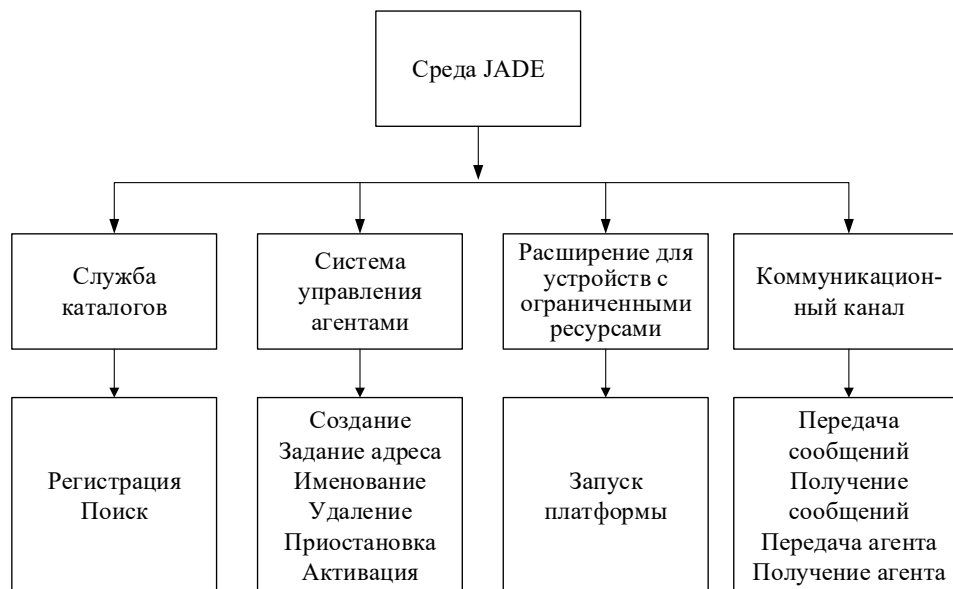 Среда JADE
Служба
каталогов
Система
управления
агентами
Расширение для
устройств с
ограниченными
ресурсами
Коммуникацион-
ный канал
Регистрация
Поиск
Создание
Задание адреса
Именование
Удаление
Приостановка
Активация
Запуск
платформы
Передача
сообщений
Получение
сообщений
Передача агента
Получение агента